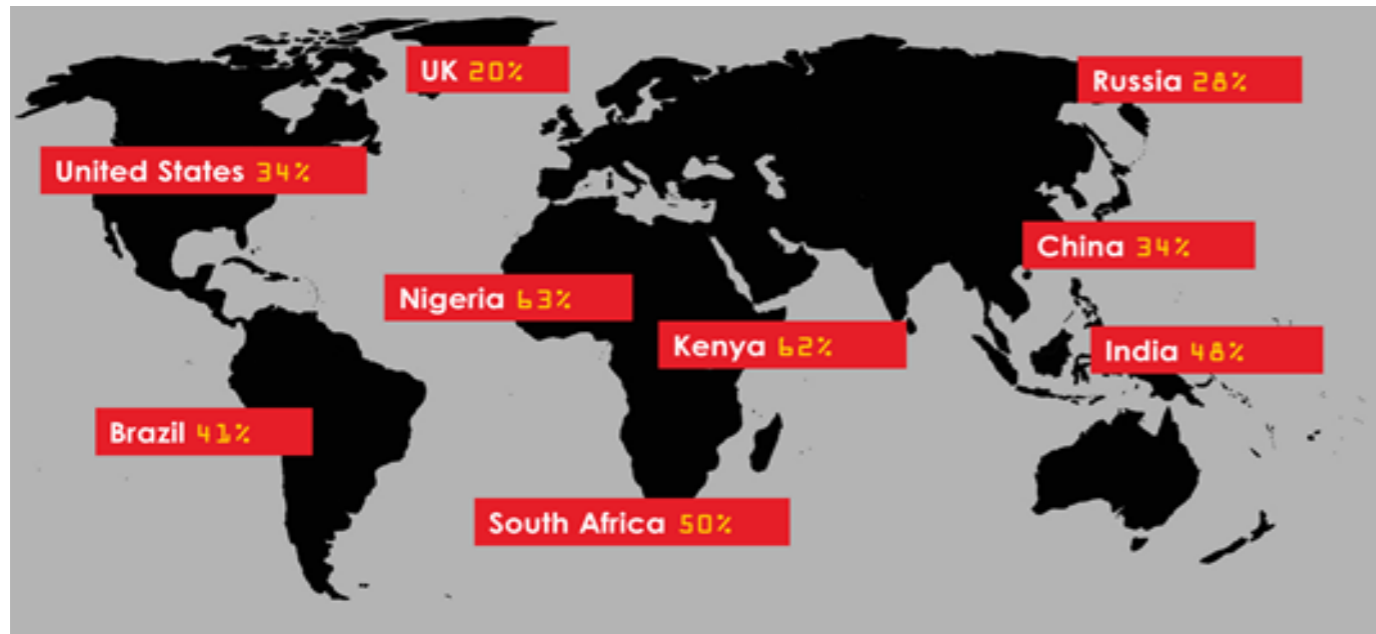 UK 20%
Russia 28%
United States 34%
China 34%
Nigeria 63%
Kenya 62%
India 48%
Brazil 41%
South Africa 50%